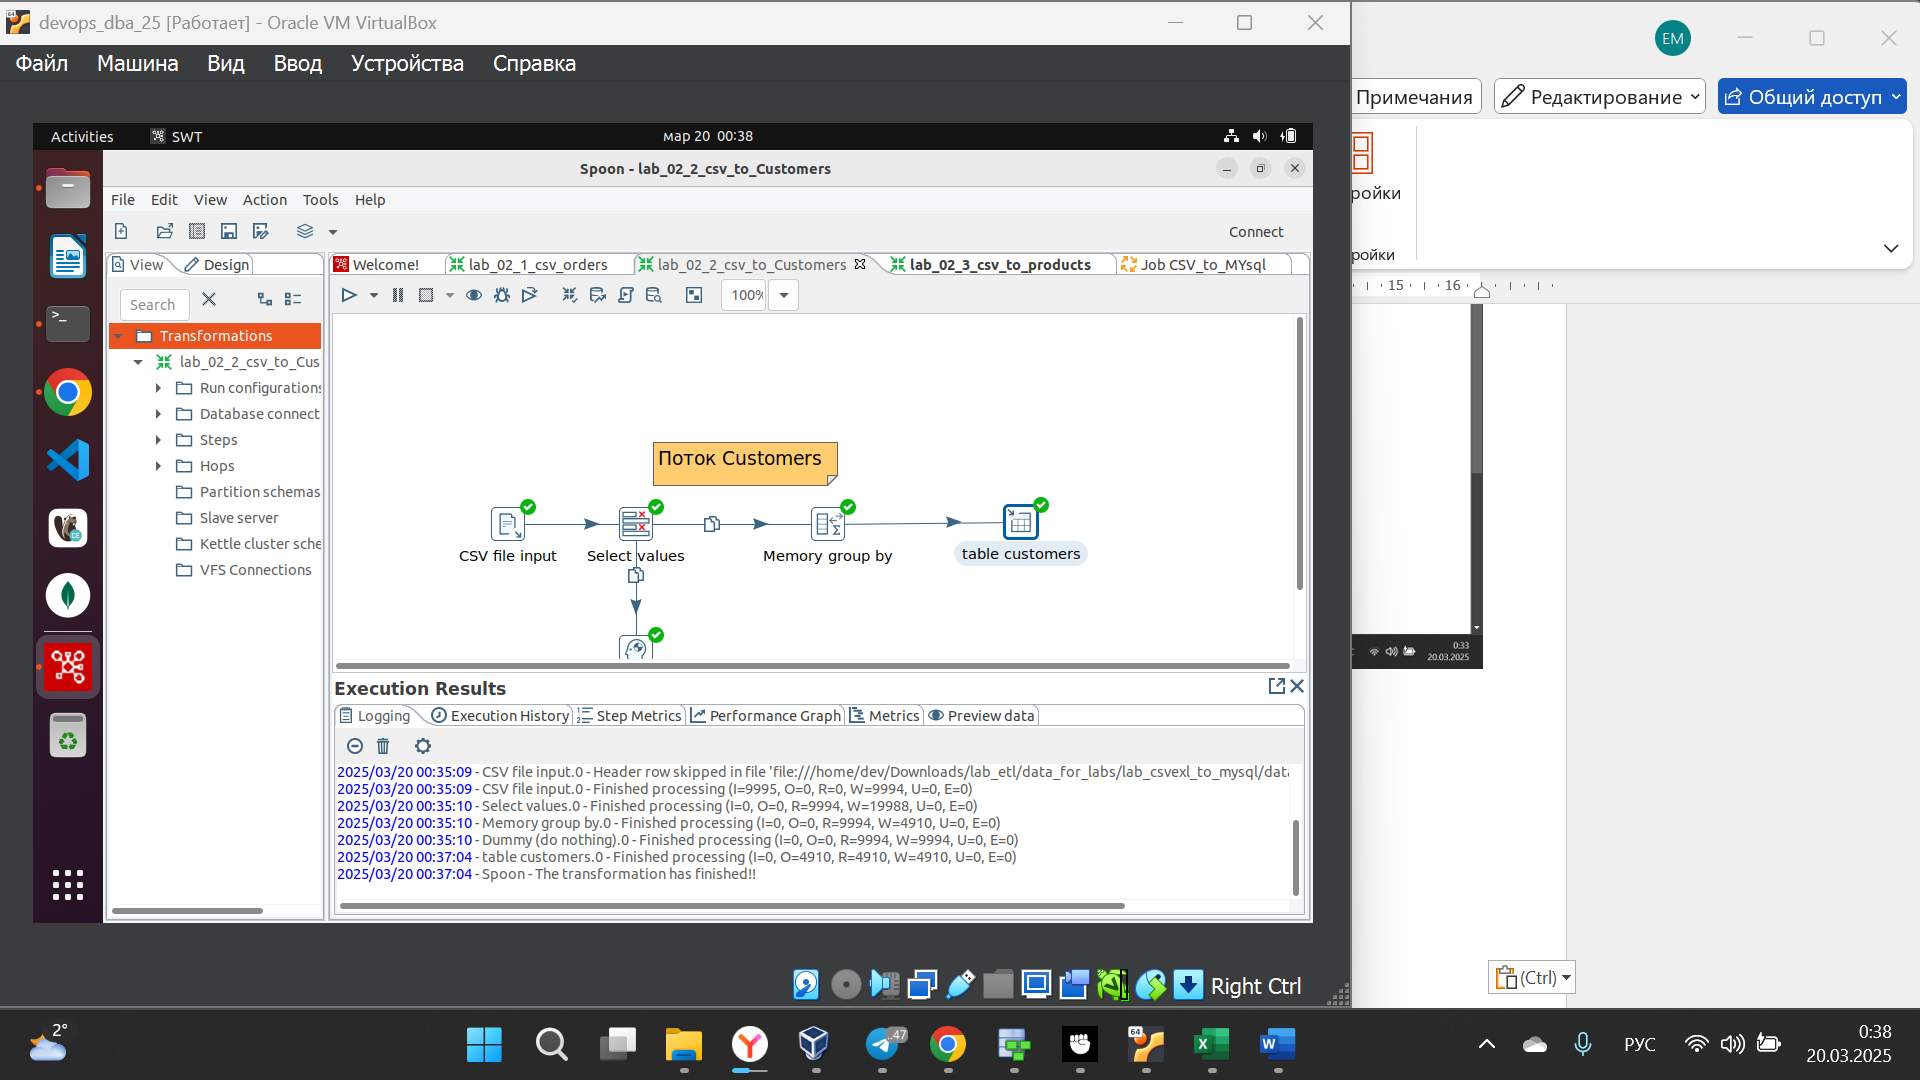 devops_dba_25 [Работает] - Oracle VM VirtualBox
Файл Машина Вид Ввод Устройства Справка
EM
Примечания Редактирование Общий доступ
Activities SWT мар 20 00:38
Spoon - lab_02_2_csv_to_Customers
File Edit View Action Tools Help
Connect
View Design
Welcome! lab_02_1_csv_orders lab_02_2_csv_to_Customers lab_02_3_csv_to_products Job CSV_to_MYsql
Search
100%
15 16
Transformations
lab_02_2_csv_to_Cus
Run configurations
Database connect
Steps
Hops
Partition schemas
Slave server
Kettle cluster sche
VFS Connections
Поток Customers
CSV file input Select values Memory group by table customers
Execution Results
Logging Execution History Step Metrics Performance Graph Metrics Preview data
2025/03/20 00:35:09 - CSV file input.0 - Header row skipped in file 'file:///home/dev/Downloads/lab_etl/data_for_labs/lab_csvexl_to_mysql/data
2025/03/20 00:35:09 - CSV file input.0 - Finished processing (I=9995, O=0, R=0, W=9994, U=0, E=0)
2025/03/20 00:35:10 - Select values.0 - Finished processing (I=0, O=0, R=9994, W=19988, U=0, E=0)
2025/03/20 00:35:10 - Memory group by.0 - Finished processing (I=0, O=0, R=9994, W=4910, U=0, E=0)
2025/03/20 00:35:10 - Dummy (do nothing).0 - Finished processing (I=0, O=0, R=9994, W=9994, U=0, E=0)
2025/03/20 00:37:04 - table customers.0 - Finished processing (I=0, O=4910, R=4910, W=4910, U=0, E=0)
2025/03/20 00:37:04 - Spoon - The transformation has finished!!
ройки
ройки
0:33
20.03.2025
(Ctrl)
Right Ctrl
2°
47
64
РУС
0:38
20.03.2025